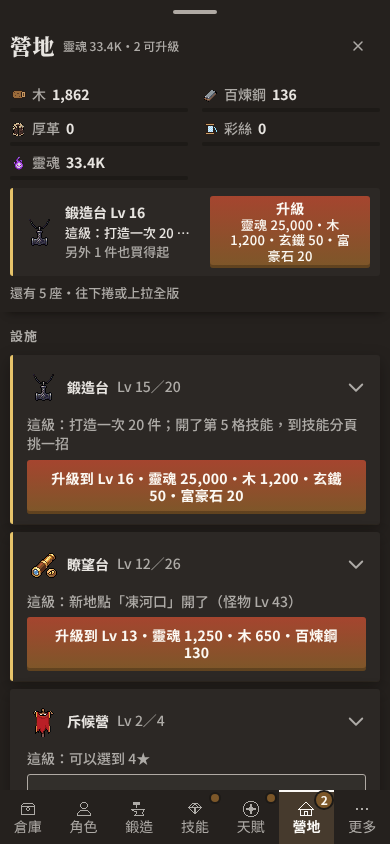 營地 靈魂 33.4K・2 可升級
木 1,862
百煉鋼 136
厚革 0
彩絲 0
靈魂 33.4K
鍛造台 Lv 16
這級：打造一次 20 …
另外 1 件也買得起
升級
靈魂 25,000・木
1,200・玄鐵 50・富
豪石 20
還有 5 座・往下捲或上拉全版
設施
鍛造台 Lv 15／20
這級：打造一次 20 件；開了第 5 格技能，到技能分頁
挑一招
升級到 Lv 16・靈魂 25,000・木 1,200・玄鐵
50・富豪石 20
瞭望台 Lv 12／26
這級：新地點「凍河口」開了（怪物 Lv 43）
升級到 Lv 13・靈魂 1,250・木 650・百煉鋼
130
斥候營 Lv 2／4
這級：可以選到 4★
倉庫
角色
鍛造
技能
天賦
營地 2
更多